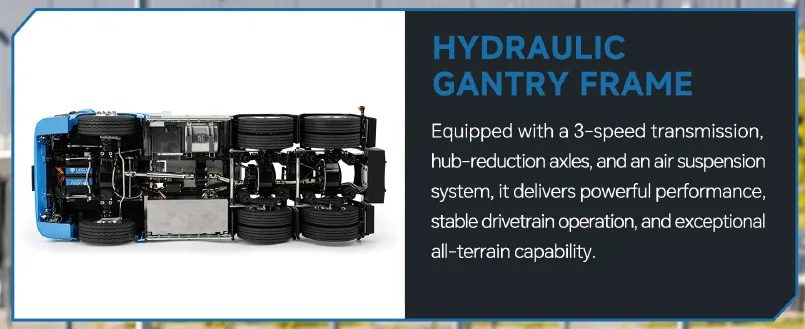 HYDRAULIC
GANTRY FRAME
Equipped with a 3-speed transmission,
hub-reduction axles, and an air suspension
system, it delivers powerful performance,
stable drivetrain operation, and exceptional
all-terrain capability.